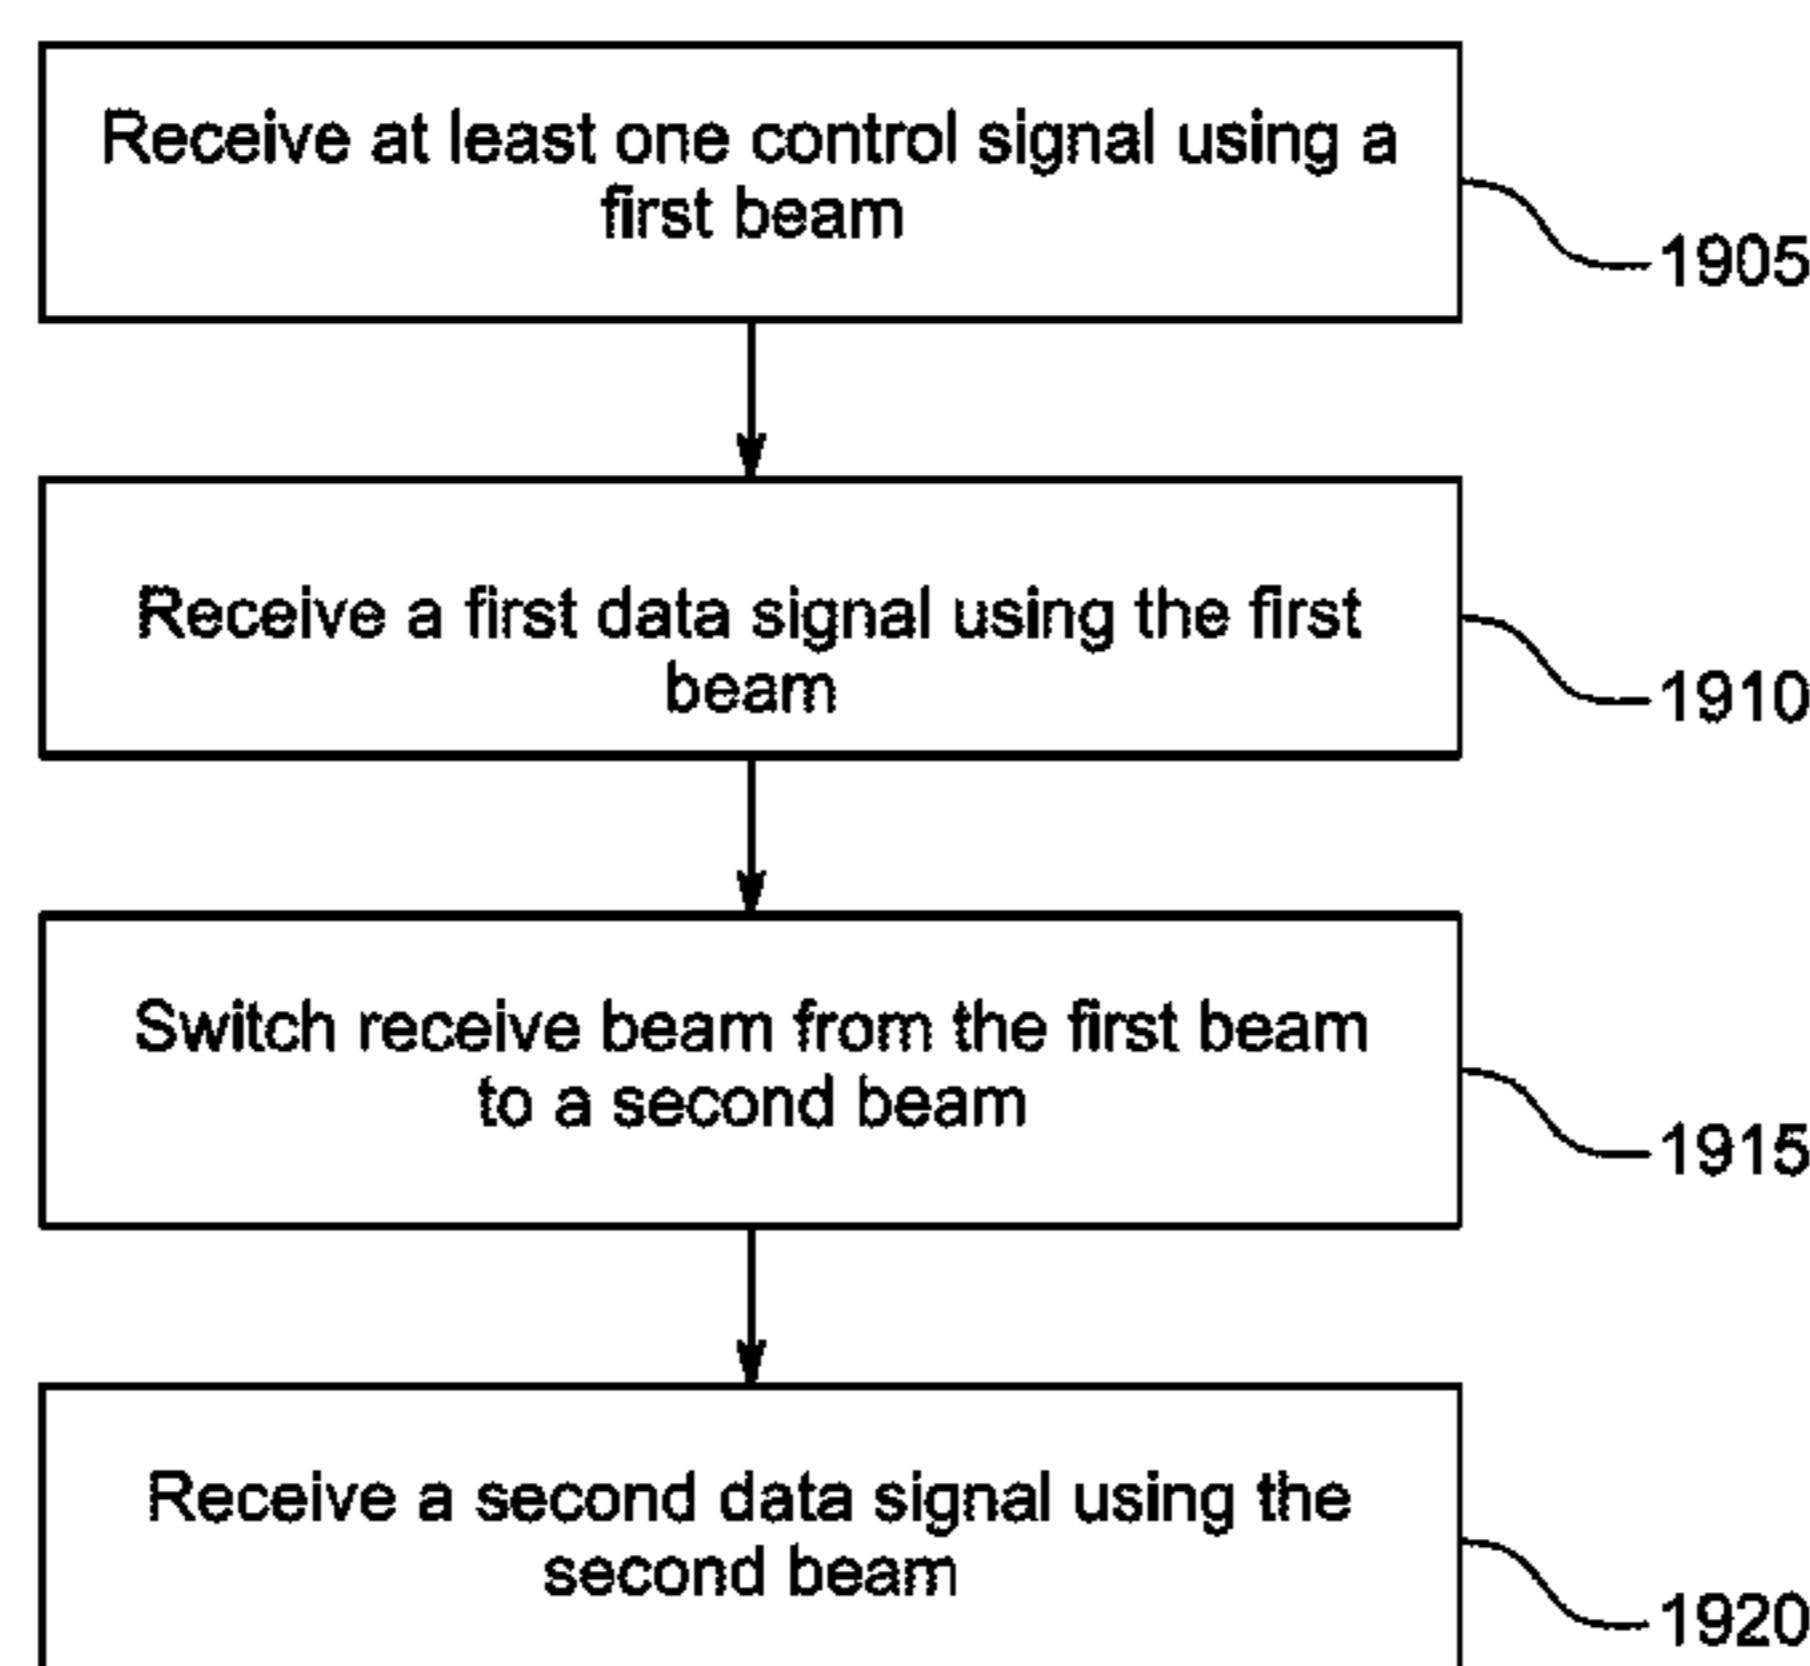 Receive at least one control signal using a
first beam
1905
Receive a first data signal using the first
beam
1910
Switch receive beam from the first beam
to a second beam
1915
Receive a second data signal using the
second beam
1920